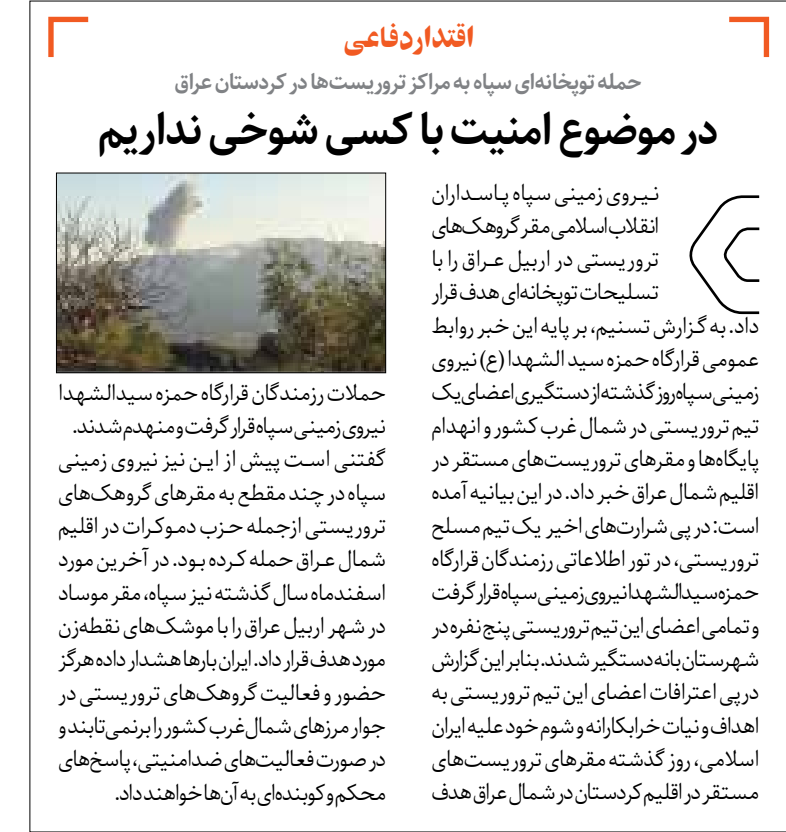 اقتدار دفاعی
حمله توپخانه‌ای سپاه به مراکز تروریست‌ها در کردستان عراق
در موضوع امنیت با کسی شوخی نداریم
نیروی زمینی سپاه پاسداران
انقلاب اسلامی مقر گروهک‌های
تروریستی در اربیل عراق را با
تسلیحات توپخانه‌ای هدف قرار
داد. به گزارش تسنیم، بر پایه این خبر روابط
عمومی قرارگاه حمزه سید الشهدا (ع) نیروی
زمینی سپاه روز گذشته از دستگیری اعضای یک
تیم تروریستی در شمال غرب کشور و انهدام
پایگاه‌ها و مقرهای تروریست‌های مستقر در
اقلیم شمال عراق خبر داد. در این بیانیه آمده
است: در پی شرارت‌های اخیر یک تیم مسلح
تروریستی، در تور اطلاعاتی رزمندگان قرارگاه
حمزه سیدالشهدا نیروی زمینی سپاه قرار گرفت
و تمامی اعضای این تیم تروریستی پنج نفره در
شهرستان بانه دستگیر شدند. بنابر این گزارش
درپی اعترافات اعضای این تیم تروریستی به
اهداف و نیات خرابکارانه و شوم خود علیه ایران
اسلامی، روز گذشته مقرهای تروریست‌های
مستقر در اقلیم کردستان در شمال عراق هدف
حملات رزمندگان قرارگاه حمزه سیدالشهدا
نیروی زمینی سپاه قرار گرفت و منهدم شدند.
گفتنی است پیش از این نیز نیروی زمینی
سپاه در چند مقطع به مقرهای گروهک‌های
تروریستی ازجمله حزب دموکرات در اقلیم
شمال عراق حمله کرده بود. در آخرین مورد
اسفندماه سال گذشته نیز سپاه، مقر موساد
در شهر اربیل عراق را با موشک‌های نقطه‌زن
مورد هدف قرار داد. ایران بارها هشدار داده هرگز
حضور و فعالیت گروهک‌های تروریستی در
جوار مرزهای شمال غرب کشور را برنمی‌تابند و
در صورت فعالیت‌های ضدامنیتی، پاسخ‌های
محکم و کوبنده‌ای به آن‌ها خواهند داد.